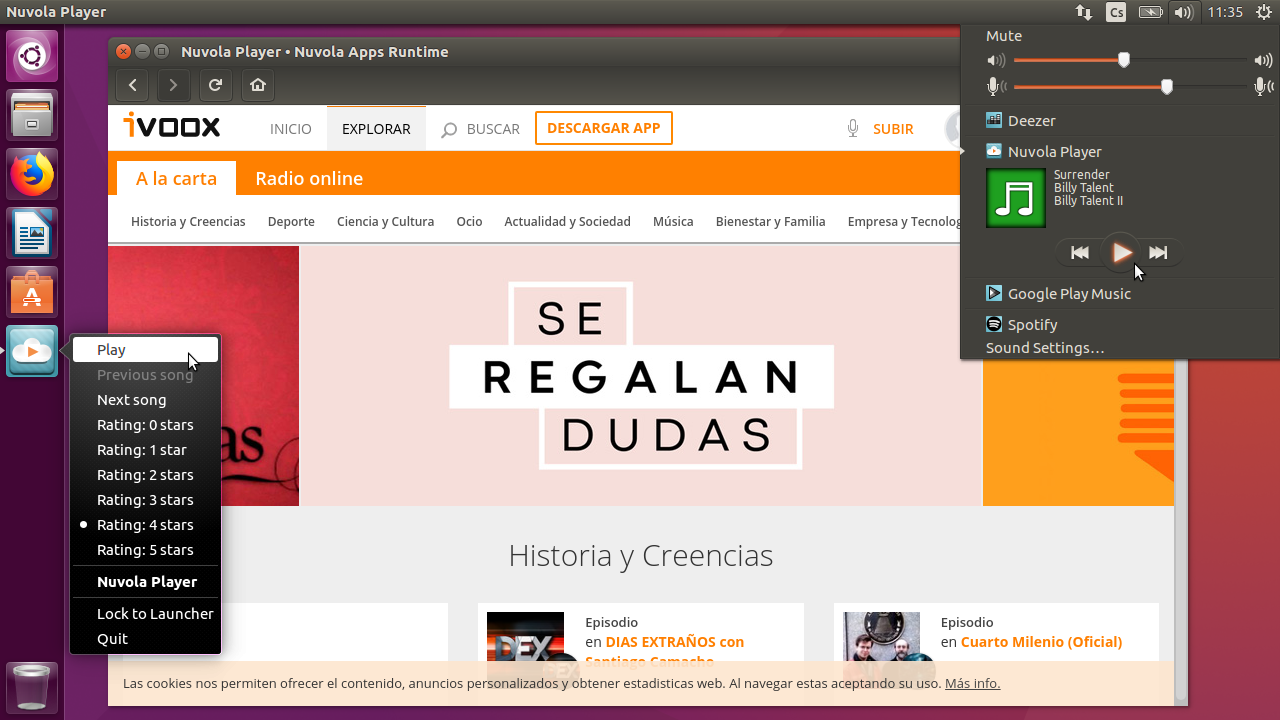 Nuvola Player
Cs
11:35
Nuvola Player • Nuvola Apps Runtime
iVOOX
INICIO
EXPLORAR
BUSCAR
DESCARGAR APP
SUBIR
A la carta
Radio online
Historia y Creencias
Deporte
Ciencia y Cultura
Ocio
Actualidad y Sociedad
Música
Bienestar y Familia
Empresa y Tecnolog
as
SE
REGALAN
DUDAS
Historia y Creencias
Episodio
en DIAS EXTRAÑOS con
Santiago Camacho
DEX
Episodio
en Cuarto Milenio (Oficial)
Las cookies nos permiten ofrecer el contenido, anuncios personalizados y obtener estadisticas web. Al navegar estas aceptando su uso. Más info.
Play
Previous song
Next song
Rating: 0 stars
Rating: 1 star
Rating: 2 stars
Rating: 3 stars
Rating: 4 stars
Rating: 5 stars
Nuvola Player
Lock to Launcher
Quit
Mute
Deezer
Nuvola Player
Surrender
Billy Talent
Billy Talent II
Google Play Music
Spotify
Sound Settings…